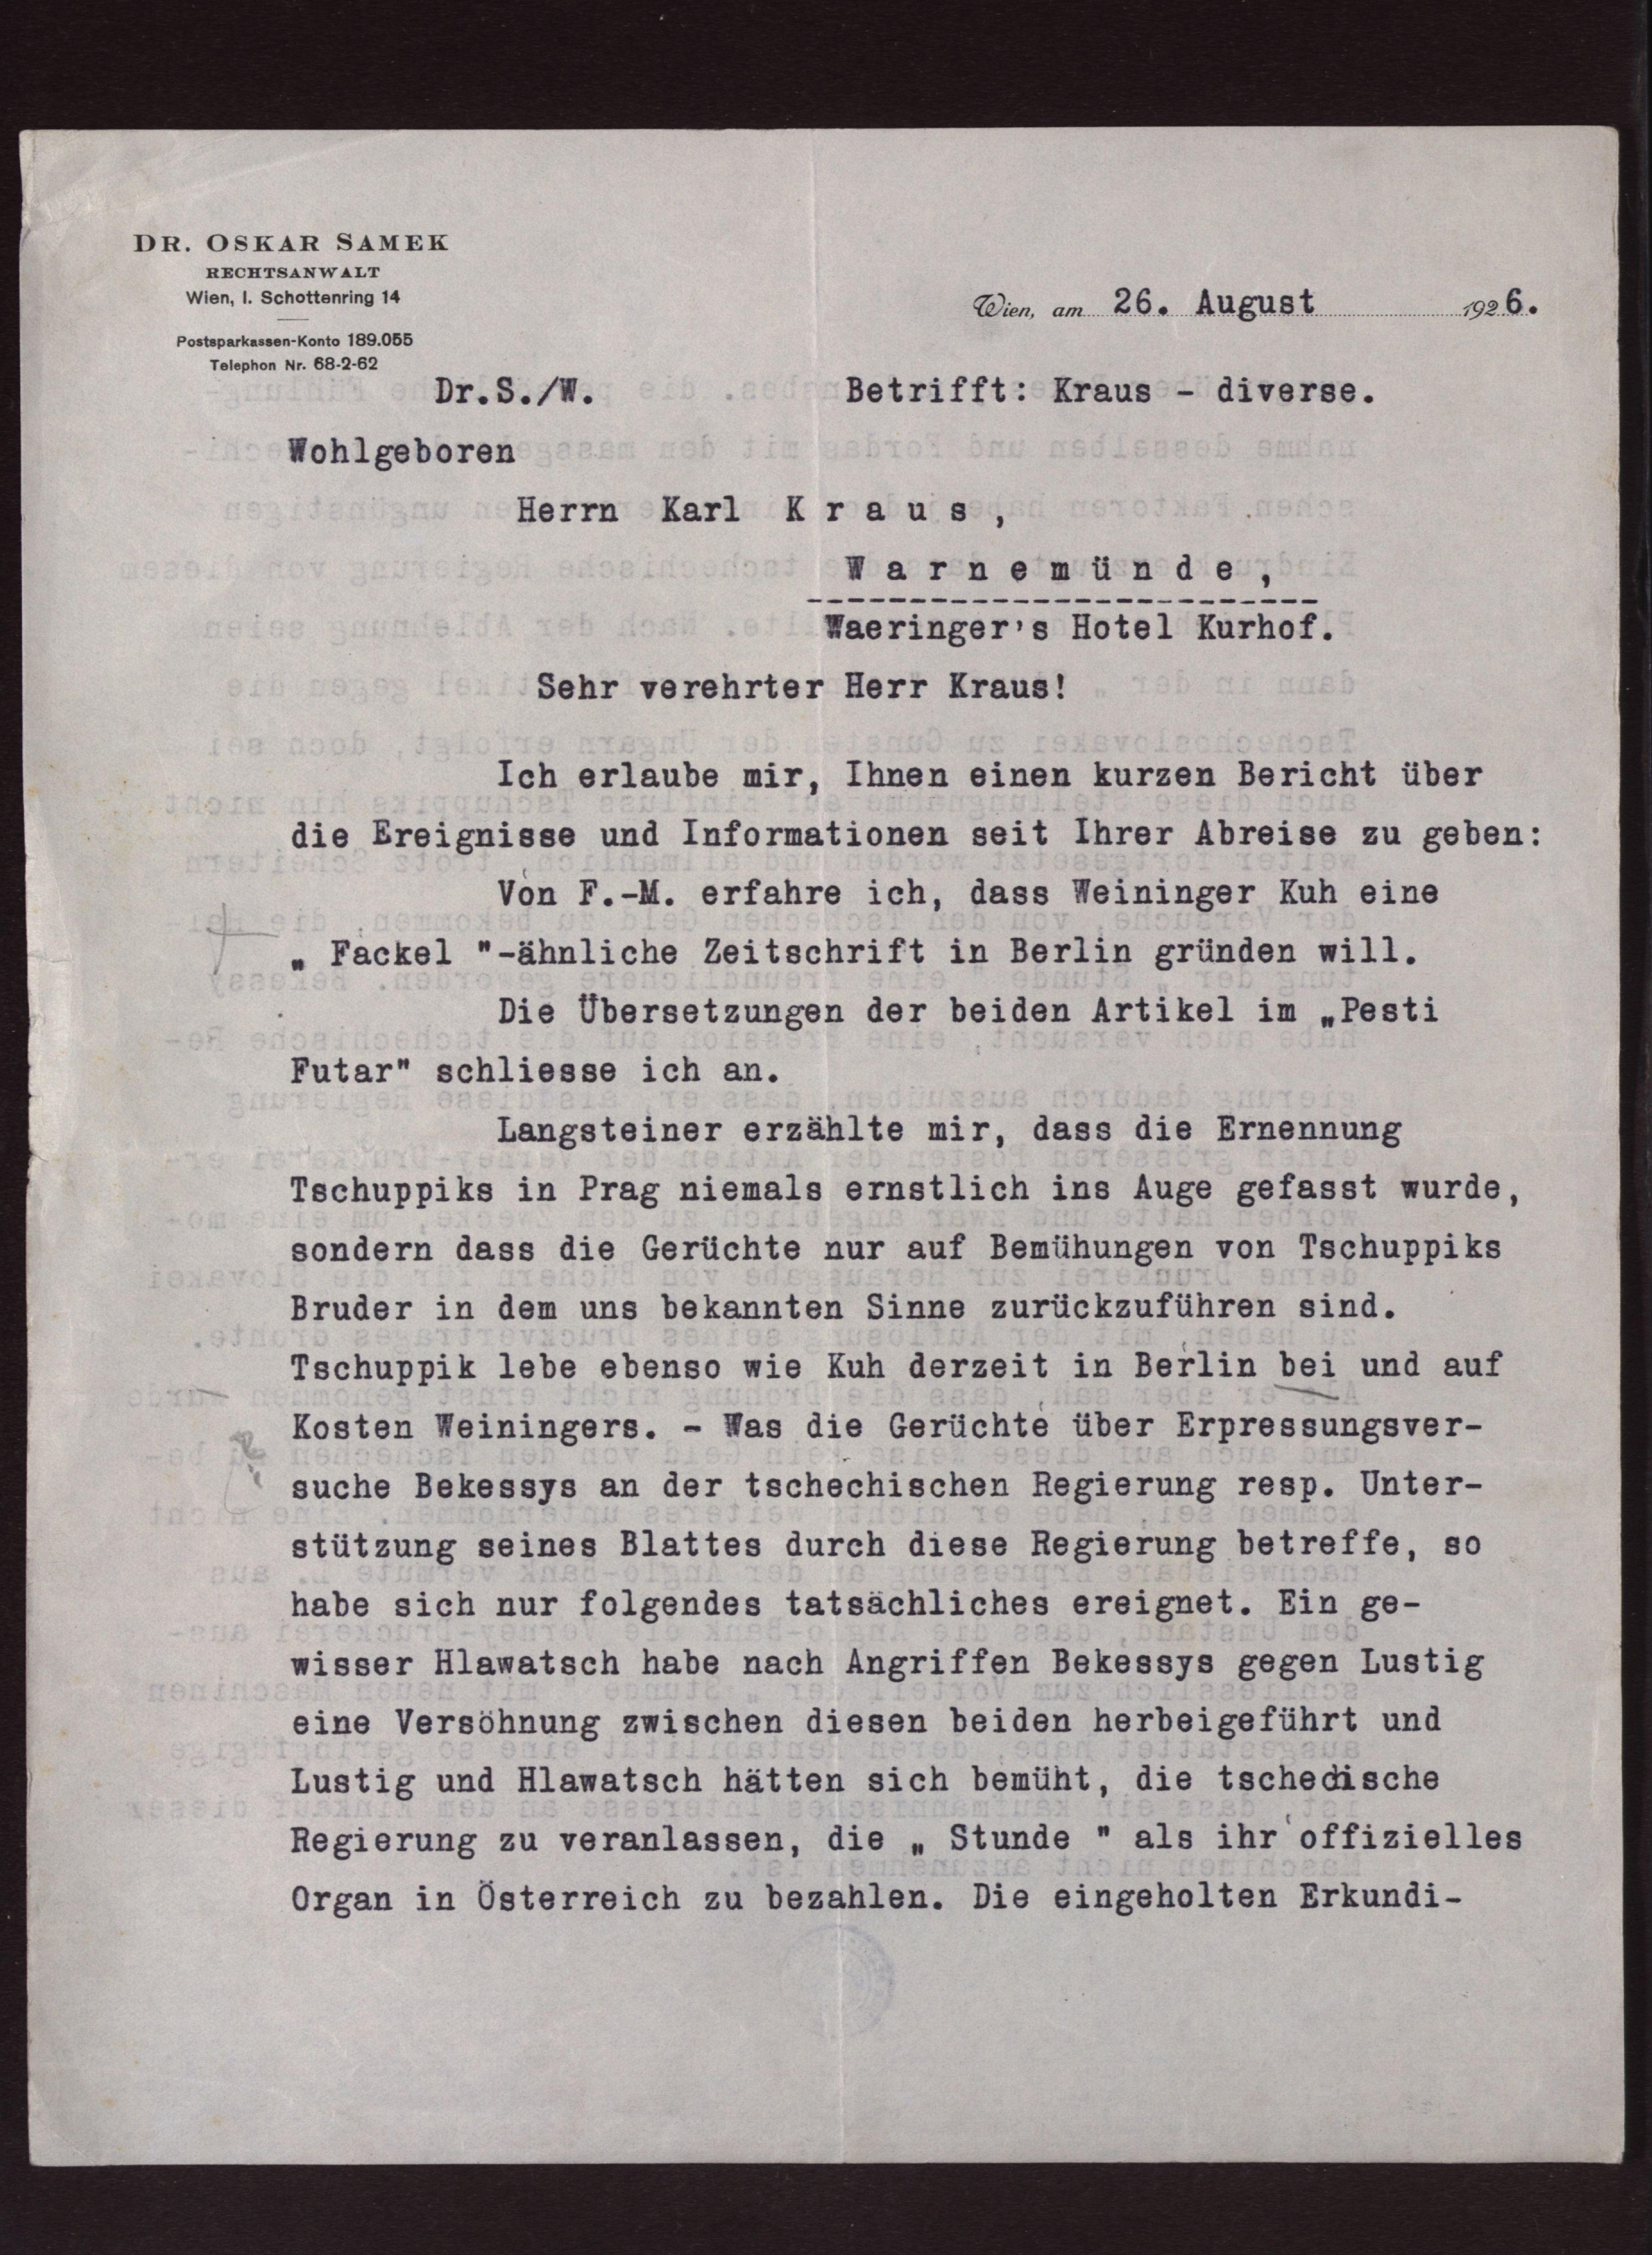 DR. OSKAR SAMEK
RECHTSANWALT
Wien, I. Schottenring 14
Postsparkassen-Konto 189.055
Telephon Nr. 68-2-62
Wien, am 26. August 1926.
Dr.S./W. Betrifft: Kraus - diverse.
Wohlgeboren
Herrn Karl K r a u s ,
W a r n e m ü n d e ,
Waeringer's Hotel Kurhof.
Sehr verehrter Herr Kraus!
Ich erlaube mir, Ihnen einen kurzen Bericht über
die Ereignisse und Informationen seit Ihrer Abreise zu geben:
Von F.-M. erfahre ich, dass Weininger Kuh eine
„ Fackel "-ähnliche Zeitschrift in Berlin gründen will.
Die Übersetzungen der beiden Artikel im „Pesti
Futar" schliesse ich an.
Langsteiner erzählte mir, dass die Ernennung
Tschuppiks in Prag niemals ernstlich ins Auge gefasst wurde,
sondern dass die Gerüchte nur auf Bemühungen von Tschuppiks
Bruder in dem uns bekannten Sinne zurückzuführen sind.
Tschuppik lebe ebenso wie Kuh derzeit in Berlin bei und auf
Kosten Weiningers. - Was die Gerüchte über Erpressungsver-
suche Bekessys an der tschechischen Regierung resp. Unter-
stützung seines Blattes durch diese Regierung betreffe, so
habe sich nur folgendes tatsächliches ereignet. Ein ge-
wisser Hlawatsch habe nach Angriffen Bekessys gegen Lustig
eine Versöhnung zwischen diesen beiden herbeigeführt und
Lustig und Hlawatsch hätten sich bemüht, die tschechische
Regierung zu veranlassen, die „ Stunde " als ihr offizielles
Organ in Österreich zu bezahlen. Die eingeholten Erkundi-